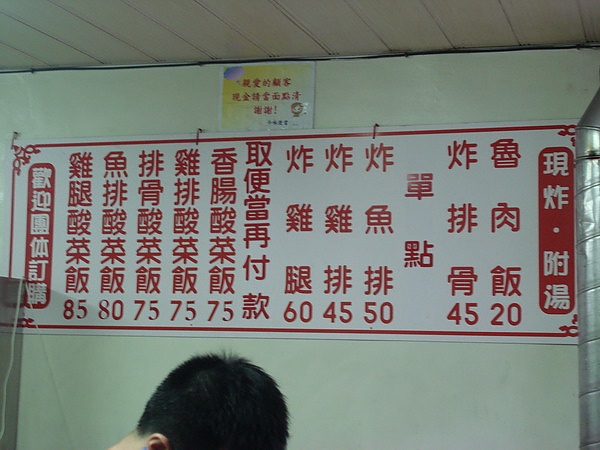 親愛的顧客
現金請當面點清
謝謝!
現炸·附湯
魯肉飯20
炸排骨45
單點
炸魚排50
炸雞排45
炸雞腿60
取便當再付款
香腸酸菜飯75
雞排酸菜飯75
排骨酸菜飯75
魚排酸菜飯80
雞腿酸菜飯85
歡迎團体訂購